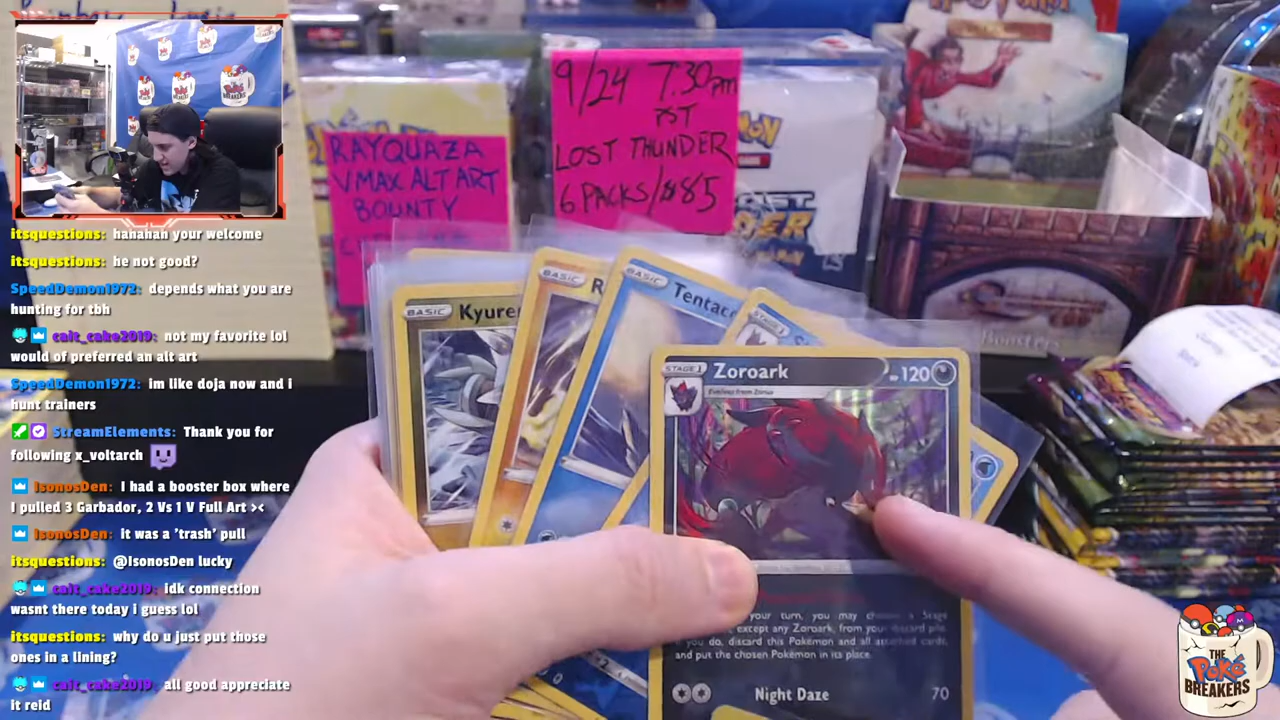 9/24 7:30pm
PST
LOST THUNDER
6 PACKS/$85
RAYQUAZA
VMAX ALT ART
BOUNTY
itsquestions: hahahah your welcome
itsquestions: he not good?
SpeedDemon1972: depends what you are
hunting for tbh
cait_cake2019: not my favorite lol
would of preferred an alt art
SpeedDemon1972: im like doja now and i
hunt trainers
StreamElements: Thank you for
following x_voltarch
IsonosDen: I had a booster box where
I pulled 3 Garbador, 2 Vs 1 V Full Art ><
IsonosDen: it was a 'trash' pull
itsquestions: @IsonosDen lucky
cait_cake2019: idk connection
wasnt there today i guess lol
itsquestions: why do u just put those
ones in a lining?
cait_cake2019: all good appreciate
it reid
BASIC Kyure
BASIC R
BASIC Tentac
STAGE 1
STAGE 1 Zoroark 120
Evolves from Zorua
your turn, you may choose a Stage
except any Zoroark, from your discard pile.
you do, discard this Pokémon and all attached cards,
and put the chosen Pokémon in its place.
Night Daze 70
Boosters
THE
Poké
BREAKERS